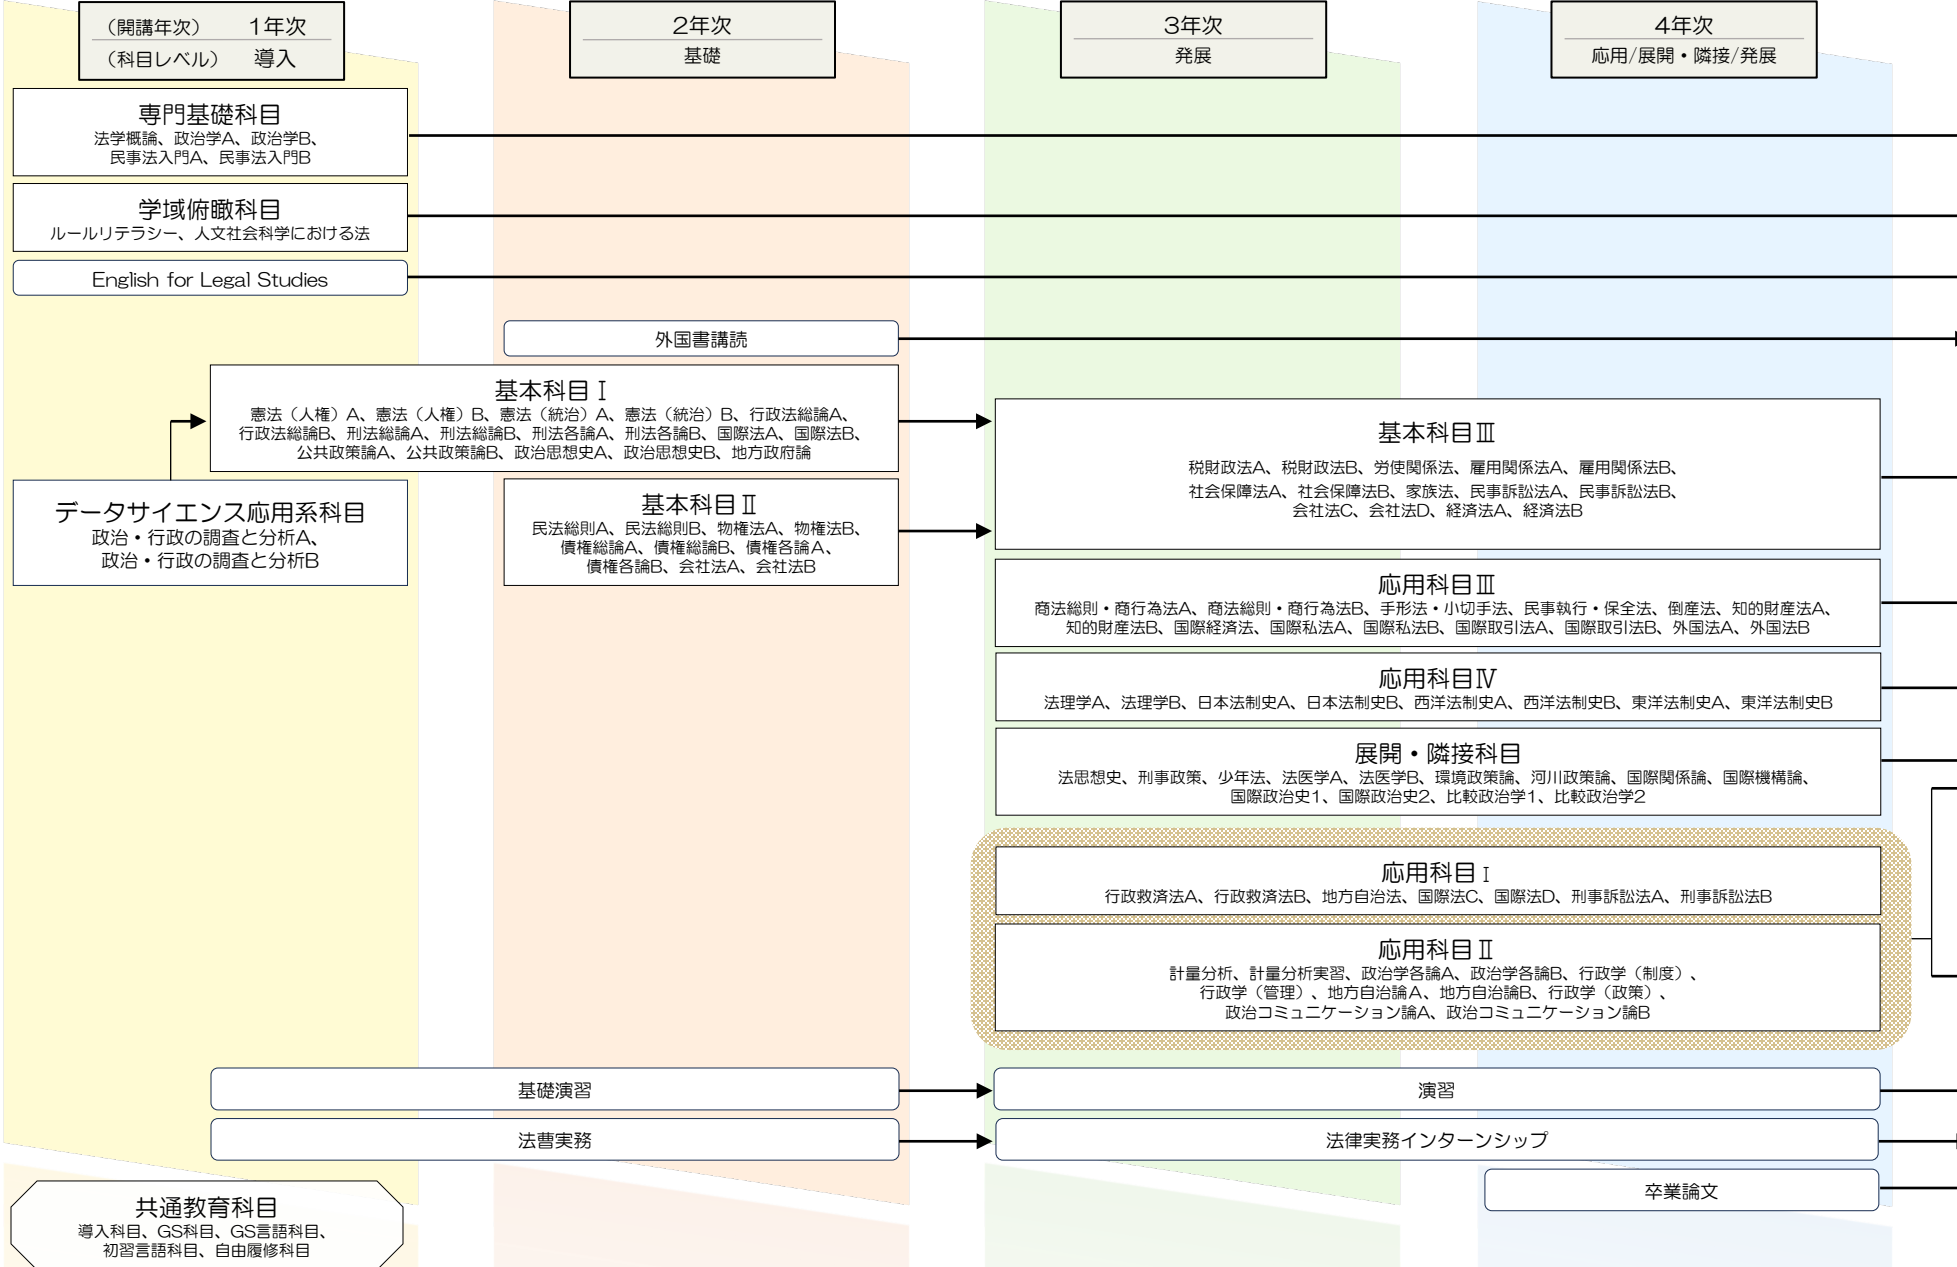 （開講年次） 1年次
（科目レベル） 導入
2年次
基礎
3年次
発展
4年次
応用/展開・隣接/発展
専門基礎科目
法学概論、政治学A、政治学B、
民事法入門A、民事法入門B
学域俯瞰科目
ルールリテラシー、人文社会科学における法
English for Legal Studies
外国書講読
基本科目Ⅰ
憲法（人権）A、憲法（人権）B、憲法（統治）A、憲法（統治）B、行政法総論A、
行政法総論B、刑法総論A、刑法総論B、刑法各論A、刑法各論B、国際法A、国際法B、
公共政策論A、公共政策論B、政治思想史A、政治思想史B、地方政府論
データサイエンス応用系科目
政治・行政の調査と分析A、
政治・行政の調査と分析B
基本科目Ⅱ
民法総則A、民法総則B、物権法A、物権法B、
債権総論A、債権総論B、債権各論A、
債権各論B、会社法A、会社法B
基本科目Ⅲ
税財政法A、税財政法B、労使関係法、雇用関係法A、雇用関係法B、
社会保障法A、社会保障法B、家族法、民事訴訟法A、民事訴訟法B、
会社法C、会社法D、経済法A、経済法B
応用科目Ⅲ
商法総則・商行為法A、商法総則・商行為法B、手形法・小切手法、民事執行・保全法、倒産法、知的財産法A、
知的財産法B、国際経済法、国際私法A、国際私法B、国際取引法A、国際取引法B、外国法A、外国法B
応用科目Ⅳ
法理学A、法理学B、日本法制史A、日本法制史B、西洋法制史A、西洋法制史B、東洋法制史A、東洋法制史B
展開・隣接科目
法思想史、刑事政策、少年法、法医学A、法医学B、環境政策論、河川政策論、国際関係論、国際機構論、
国際政治史1、国際政治史2、比較政治学1、比較政治学2
応用科目Ⅰ
行政救済法A、行政救済法B、地方自治法、国際法C、国際法D、刑事訴訟法A、刑事訴訟法B
応用科目Ⅱ
計量分析、計量分析実習、政治学各論A、政治学各論B、行政学（制度）、
行政学（管理）、地方自治論A、地方自治論B、行政学（政策）、
政治コミュニケーション論A、政治コミュニケーション論B
基礎演習
演習
法曹実務
法律実務インターンシップ
卒業論文
共通教育科目
導入科目、GS科目、GS言語科目、
初習言語科目、自由履修科目